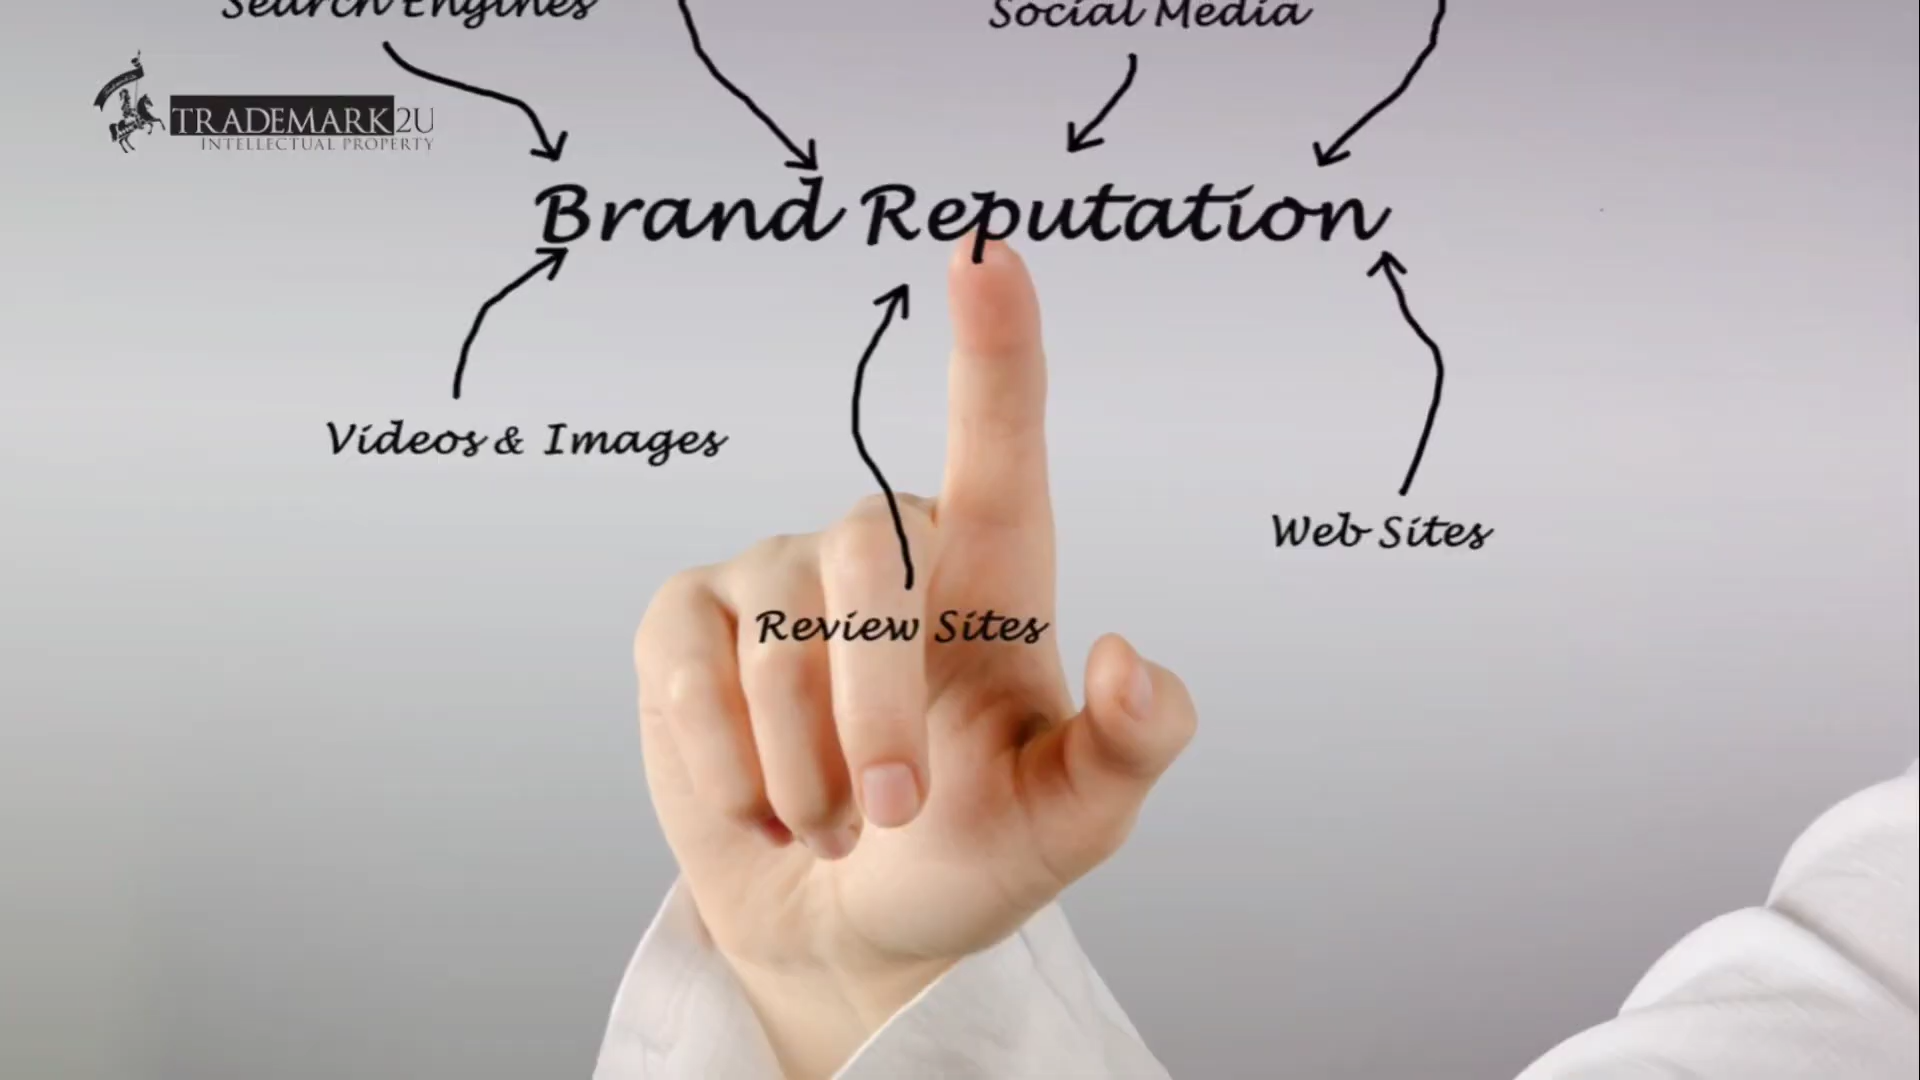 Search Engines
Social Media
TRADEMARK2U
INTELLECTUAL PROPERTY
Brand Reputation
Videos & Images
Web Sites
Review Sites